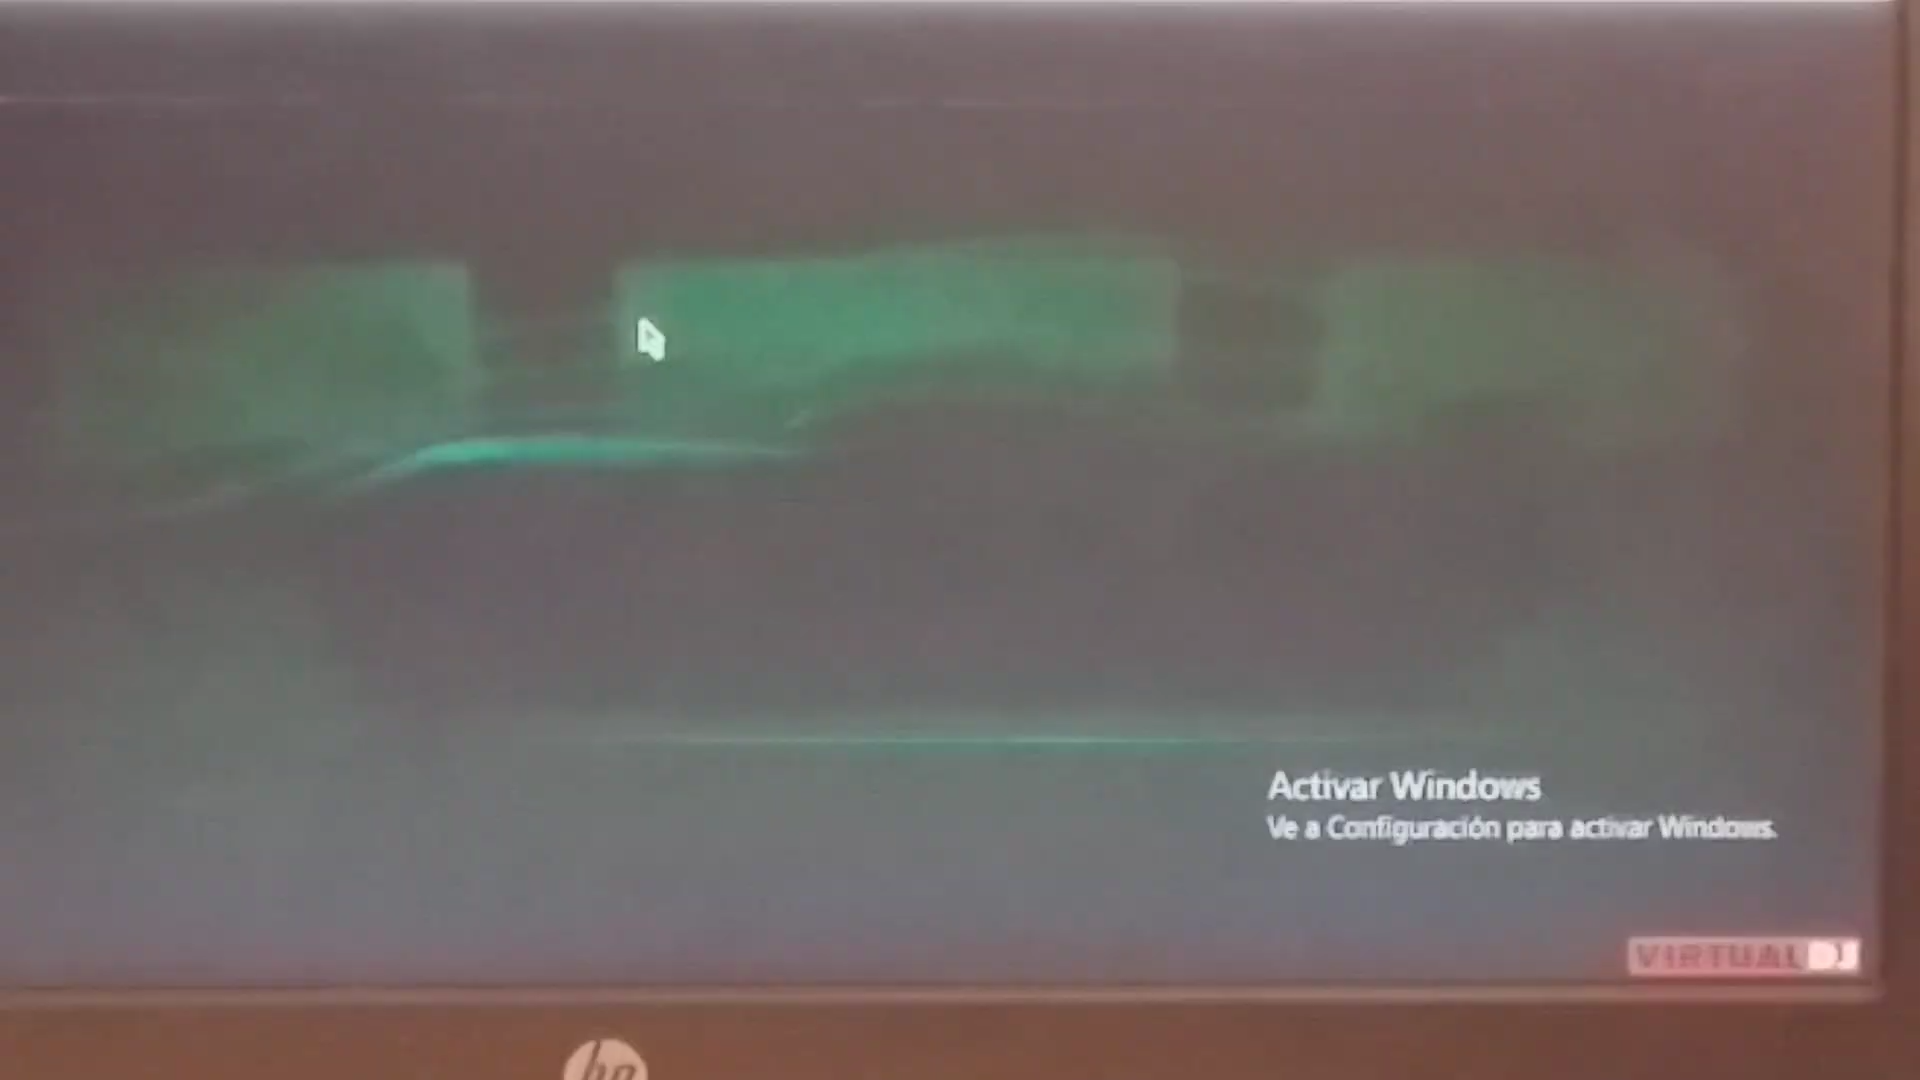 Activar Windows
Ve a Configuración para activar Windows.
VIRTUAL DJ
hp